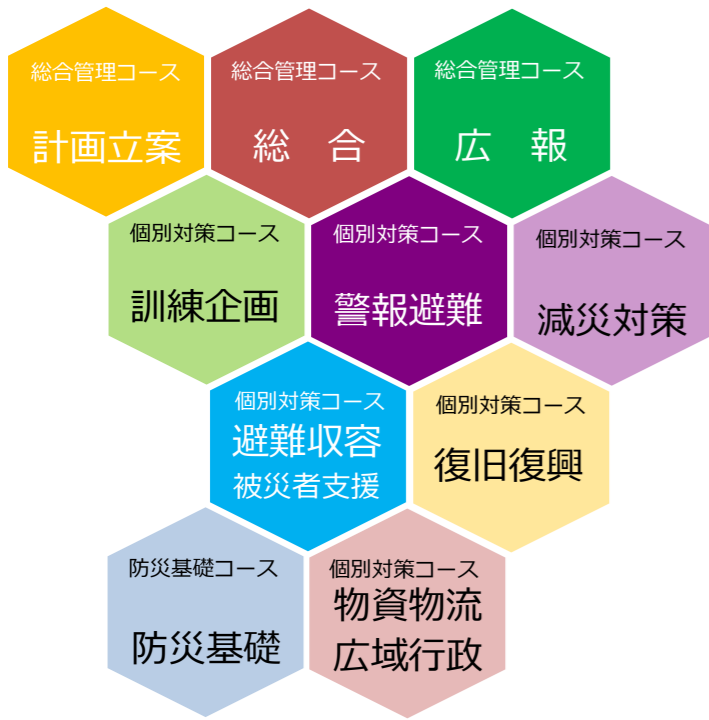 総合管理コース
計画立案
総合管理コース
総　合
総合管理コース
広　報
個別対策コース
訓練企画
個別対策コース
警報避難
個別対策コース
減災対策
個別対策コース
避難収容
被災者支援
個別対策コース
復旧復興
防災基礎コース
防災基礎
個別対策コース
物資物流
広域行政